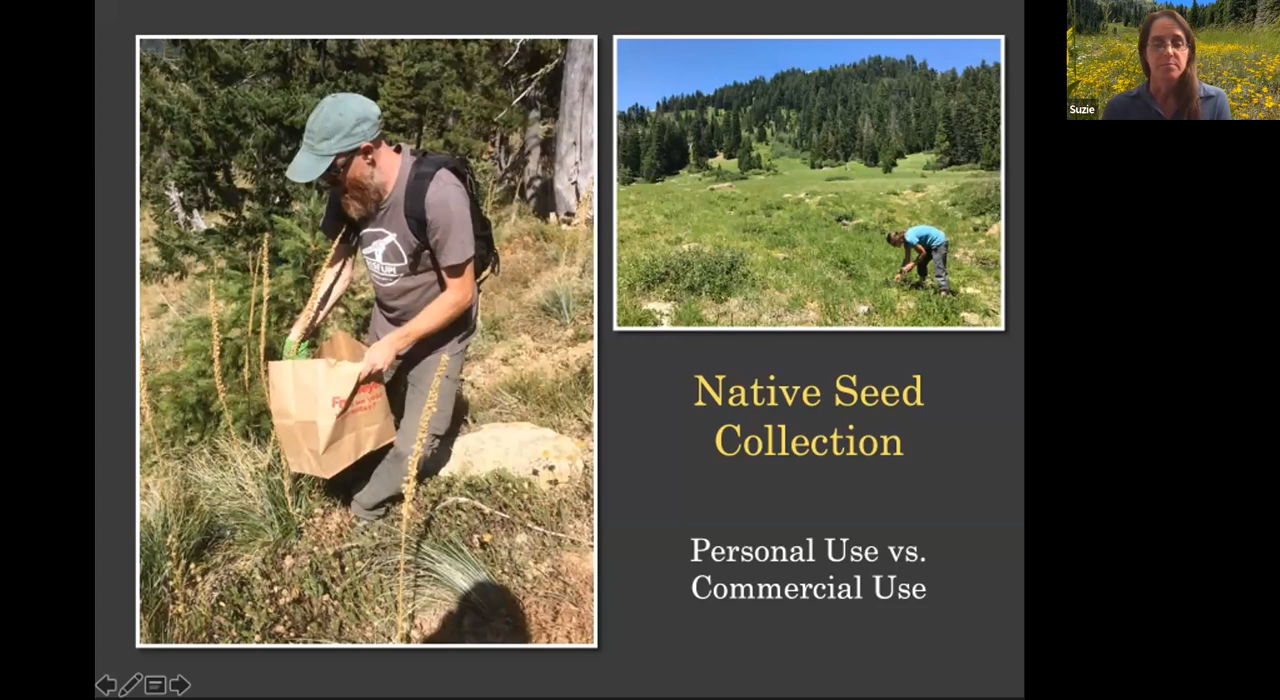 Native Seed
Collection
Personal Use vs.
Commercial Use
Suzie